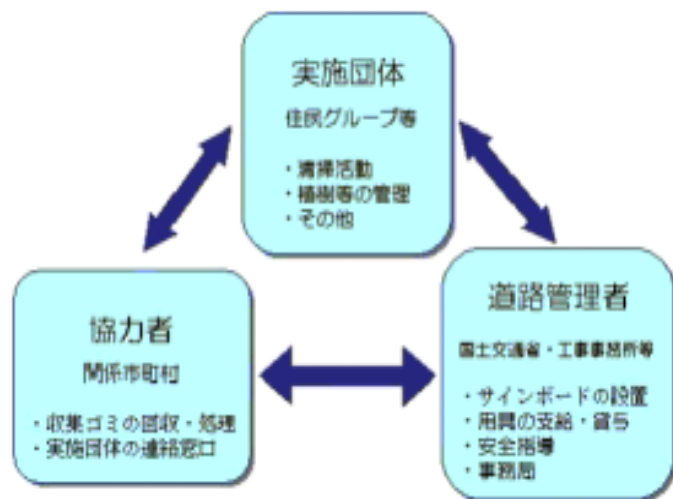 実施団体
住民グループ等
・清掃活動
・植樹等の管理
・その他
協力者
関係市町村
・収集ゴミの回収・処理
・実施団体の連絡窓口
道路管理者
国土交通省・工事事務所等
・サインボードの設置
・用具の支給・貸与
・安全指導
・事務局